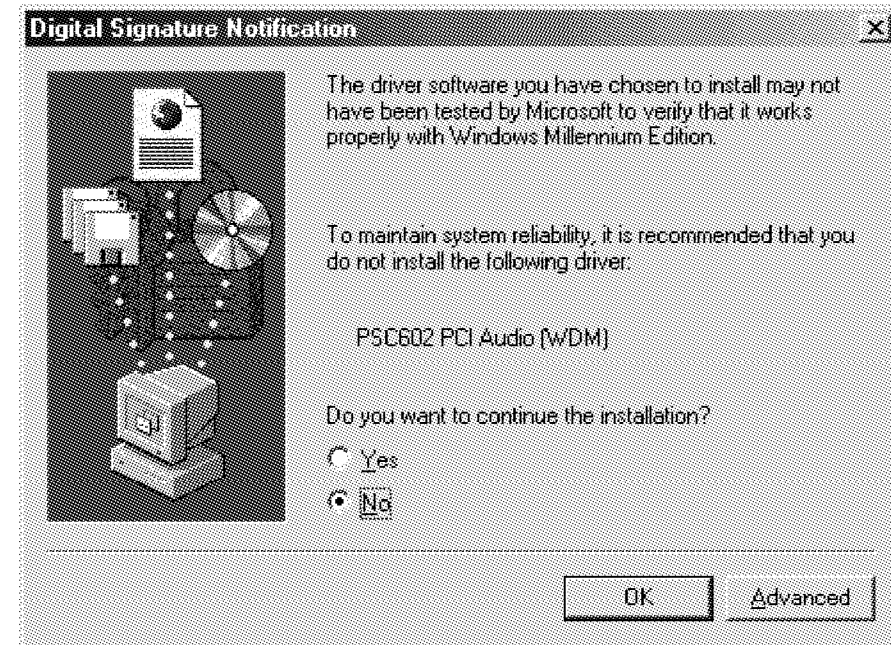 Digital Signature Notification
The driver software you have chosen to install may not
have been tested by Microsoft to verify that it works
properly with Windows Millennium Edition.
To maintain system reliability, it is recommended that you
do not install the following driver:
PSC602 PCI Audio (WDM)
Do you want to continue the installation?
Yes
No
OK
Advanced